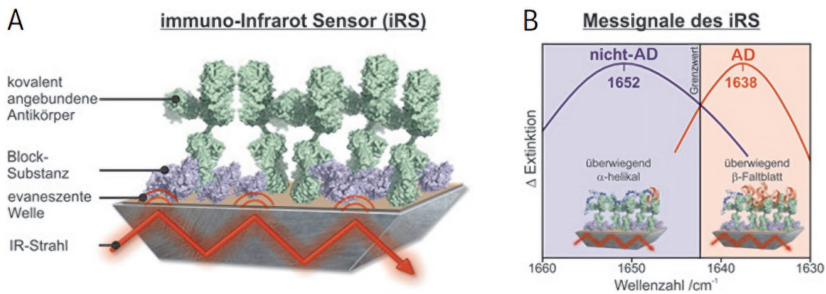 A
immuno-Infrarot Sensor (iRS)
kovalent
angebundene
Antikörper
Block-
Substanz
evaneszente
Welle
IR-Strahl
B
Messignale des iRS
nicht-AD
1652
Grenzwert
AD
1638
überwiegend
α-helikal
überwiegend
β-Faltblatt
Δ Extinktion
1660
1650
1640
1630
Wellenzahl /cm⁻¹